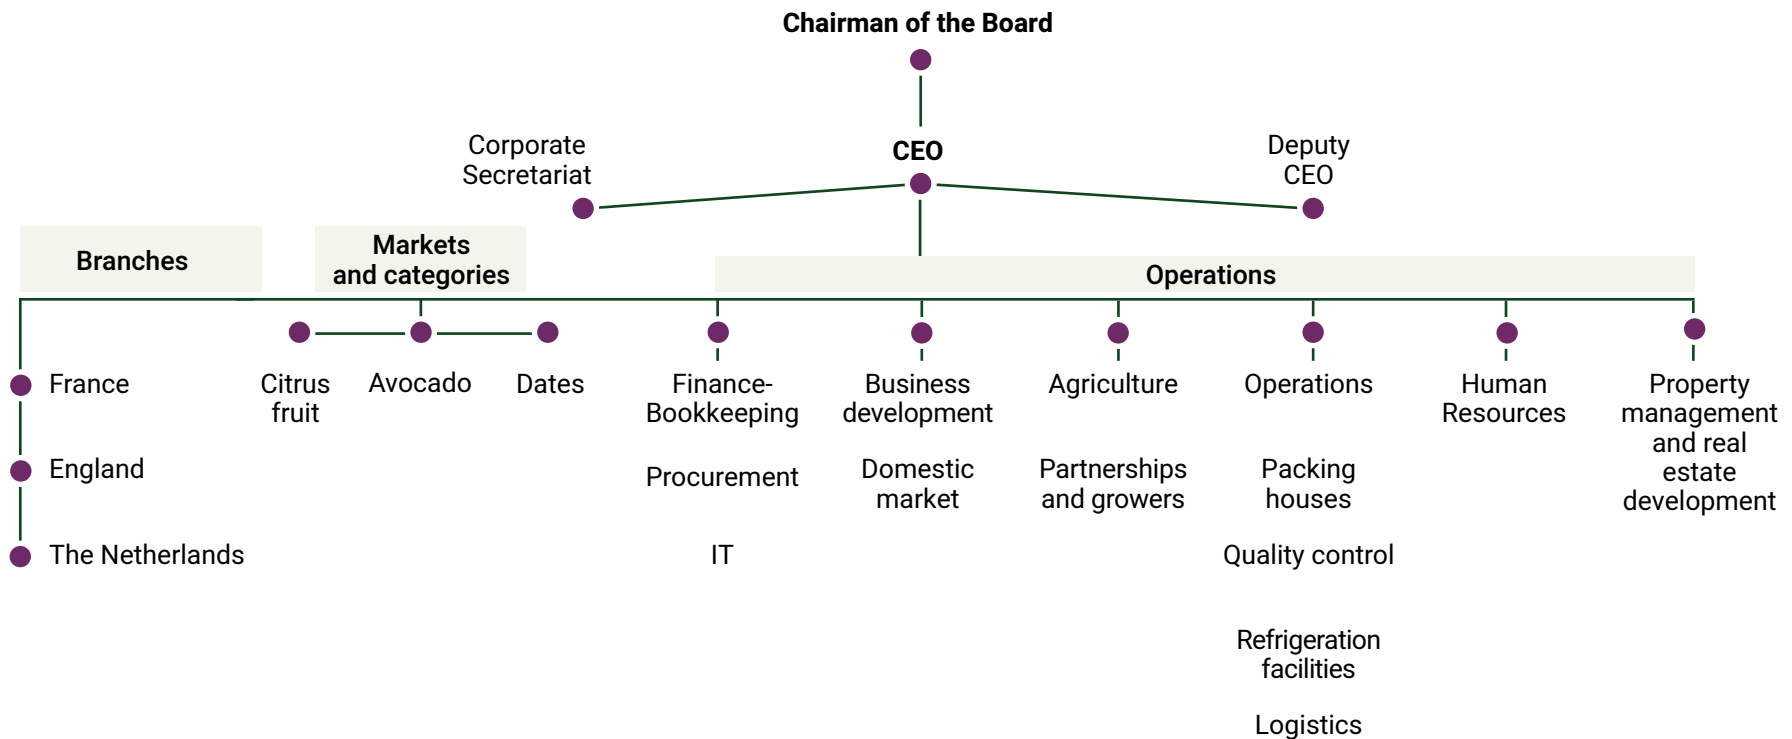 Chairman of the Board
Corporate
Secretariat
CEO
Deputy
CEO
Branches
Markets
and categories
Operations
France
England
The Netherlands
Citrus
fruit
Avocado
Dates
Finance-
Bookkeeping
Procurement
IT
Business
development
Domestic
market
Agriculture
Partnerships
and growers
Operations
Packing
houses
Quality control
Refrigeration
facilities
Logistics
Human
Resources
Property
management
and real
estate
development